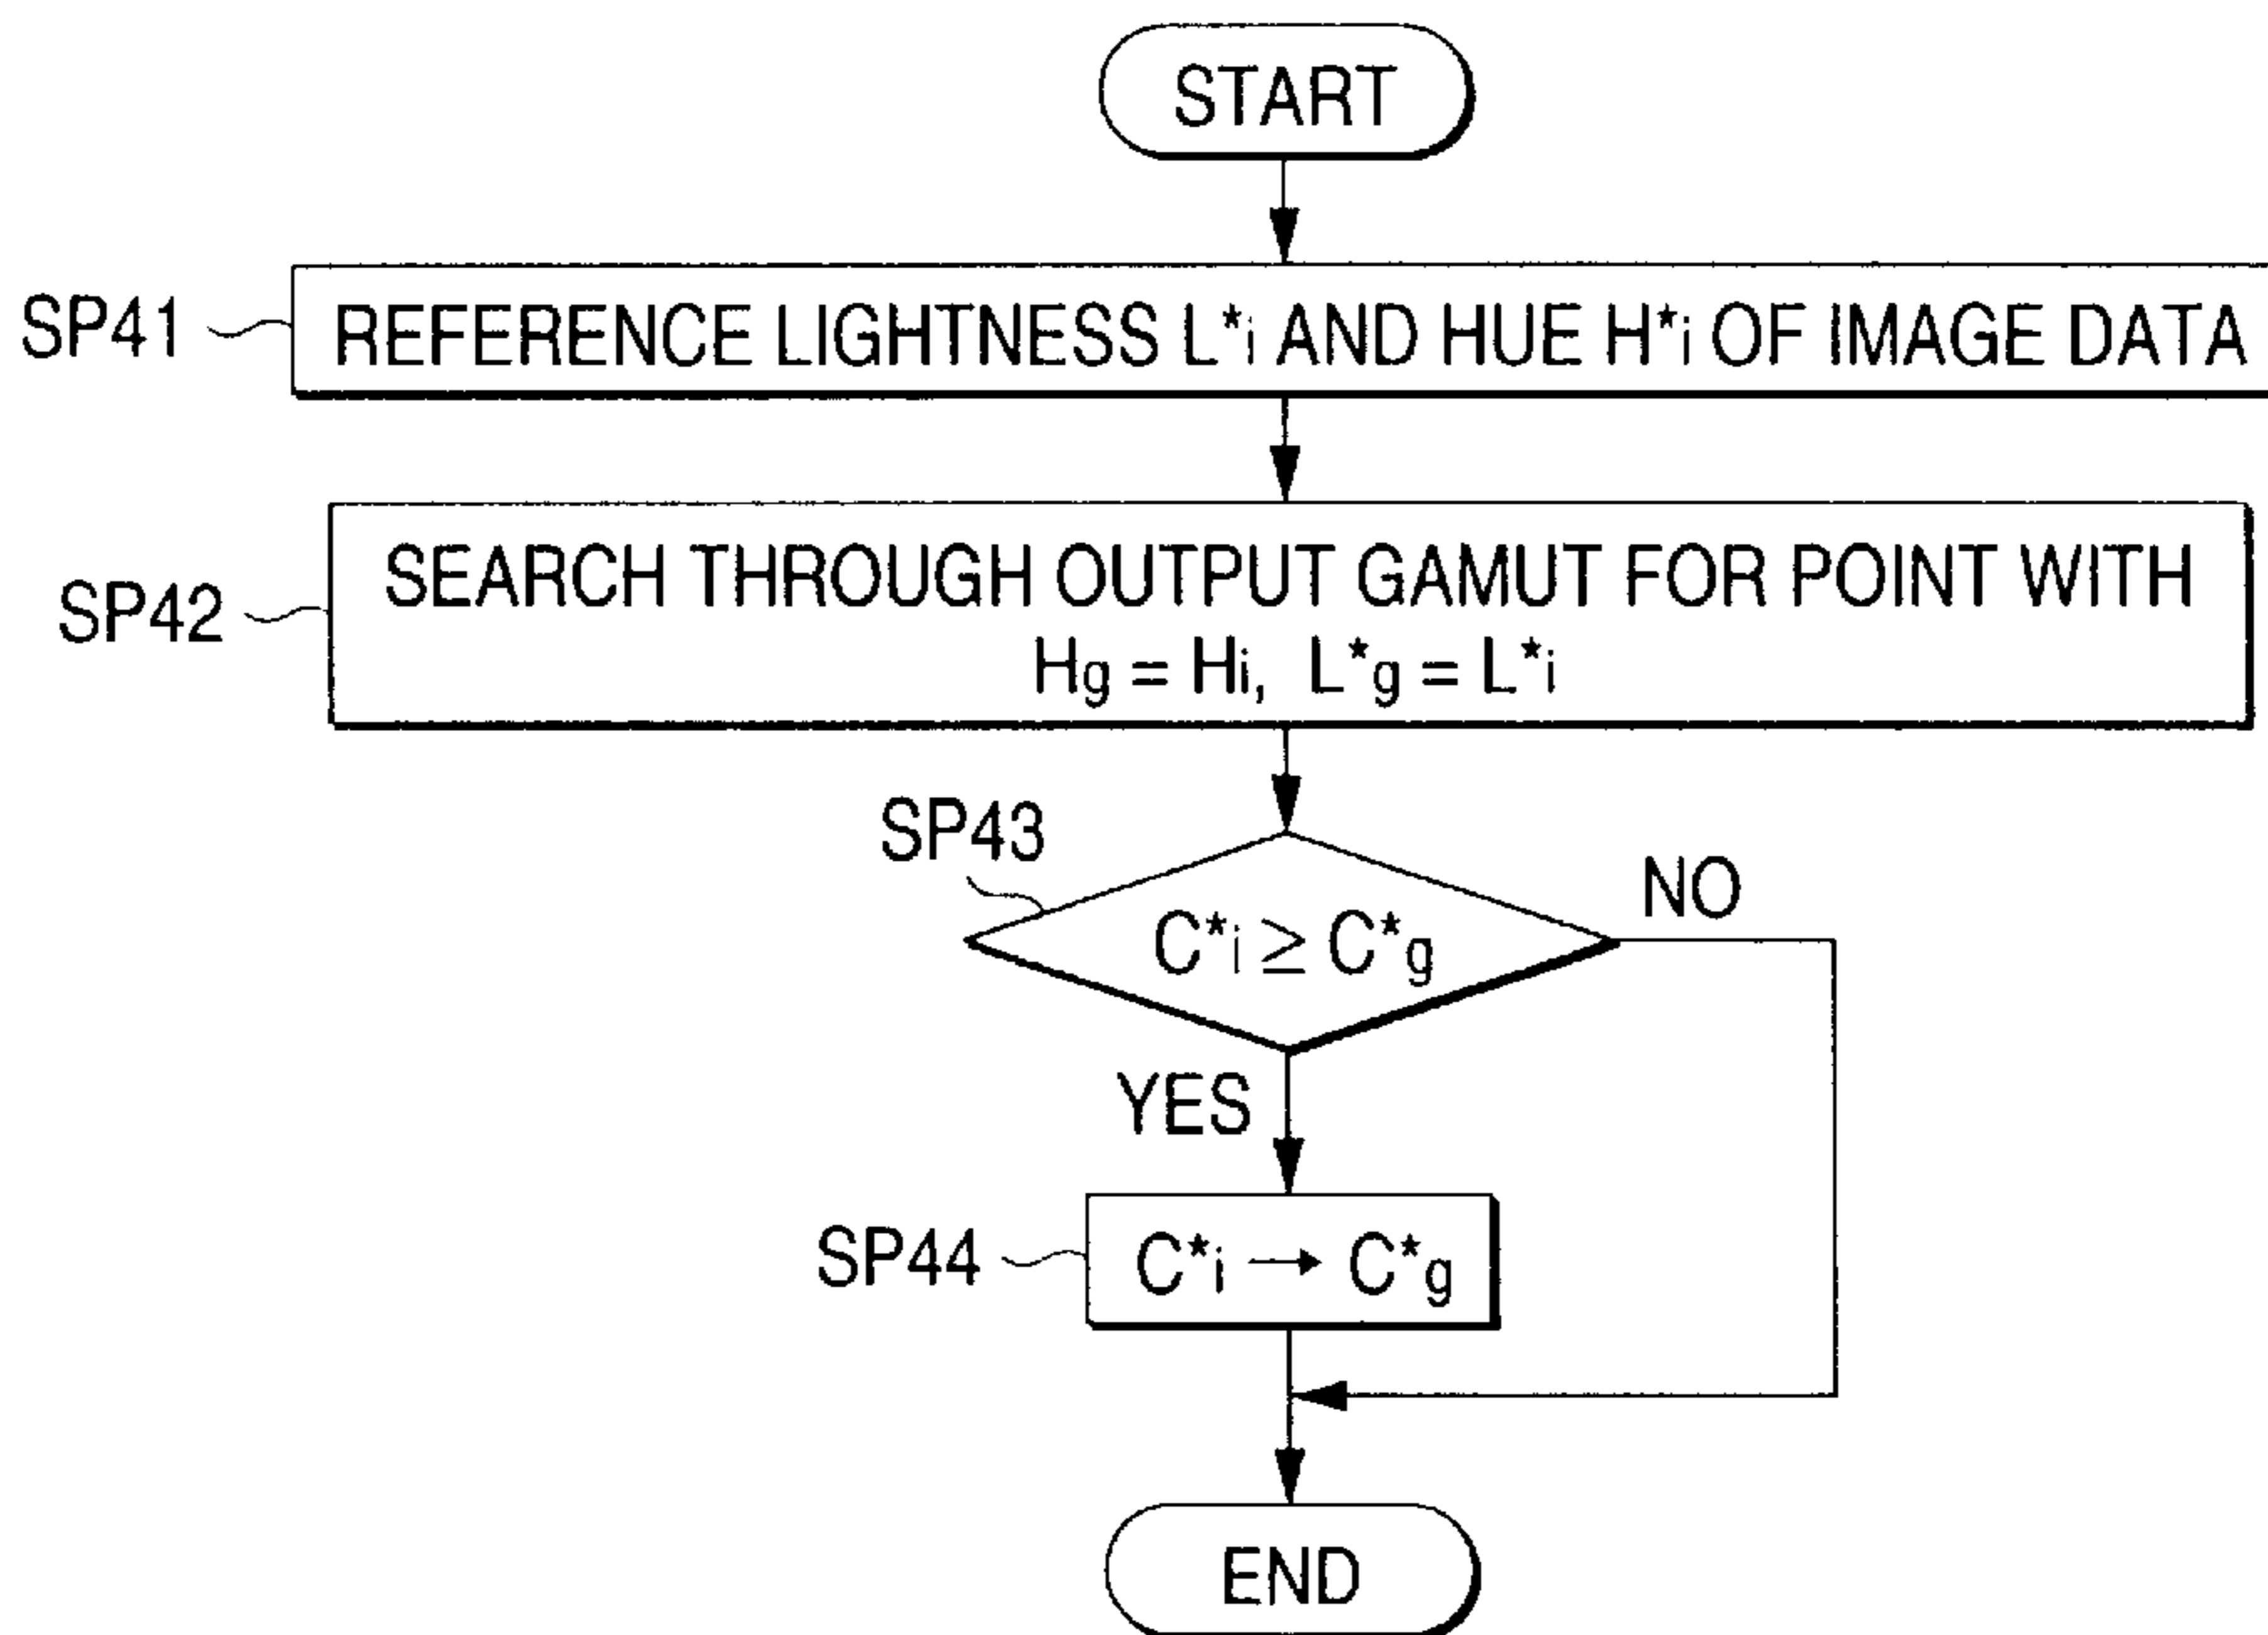 START
SP41
REFERENCE LIGHTNESS L*i AND HUE H*i OF IMAGE DATA
SP42
SEARCH THROUGH OUTPUT GAMUT FOR POINT WITH
Hg = Hi, L*g = L*i
SP43
C*i ≥ C*g
NO
YES
SP44
C*i → C*g
END